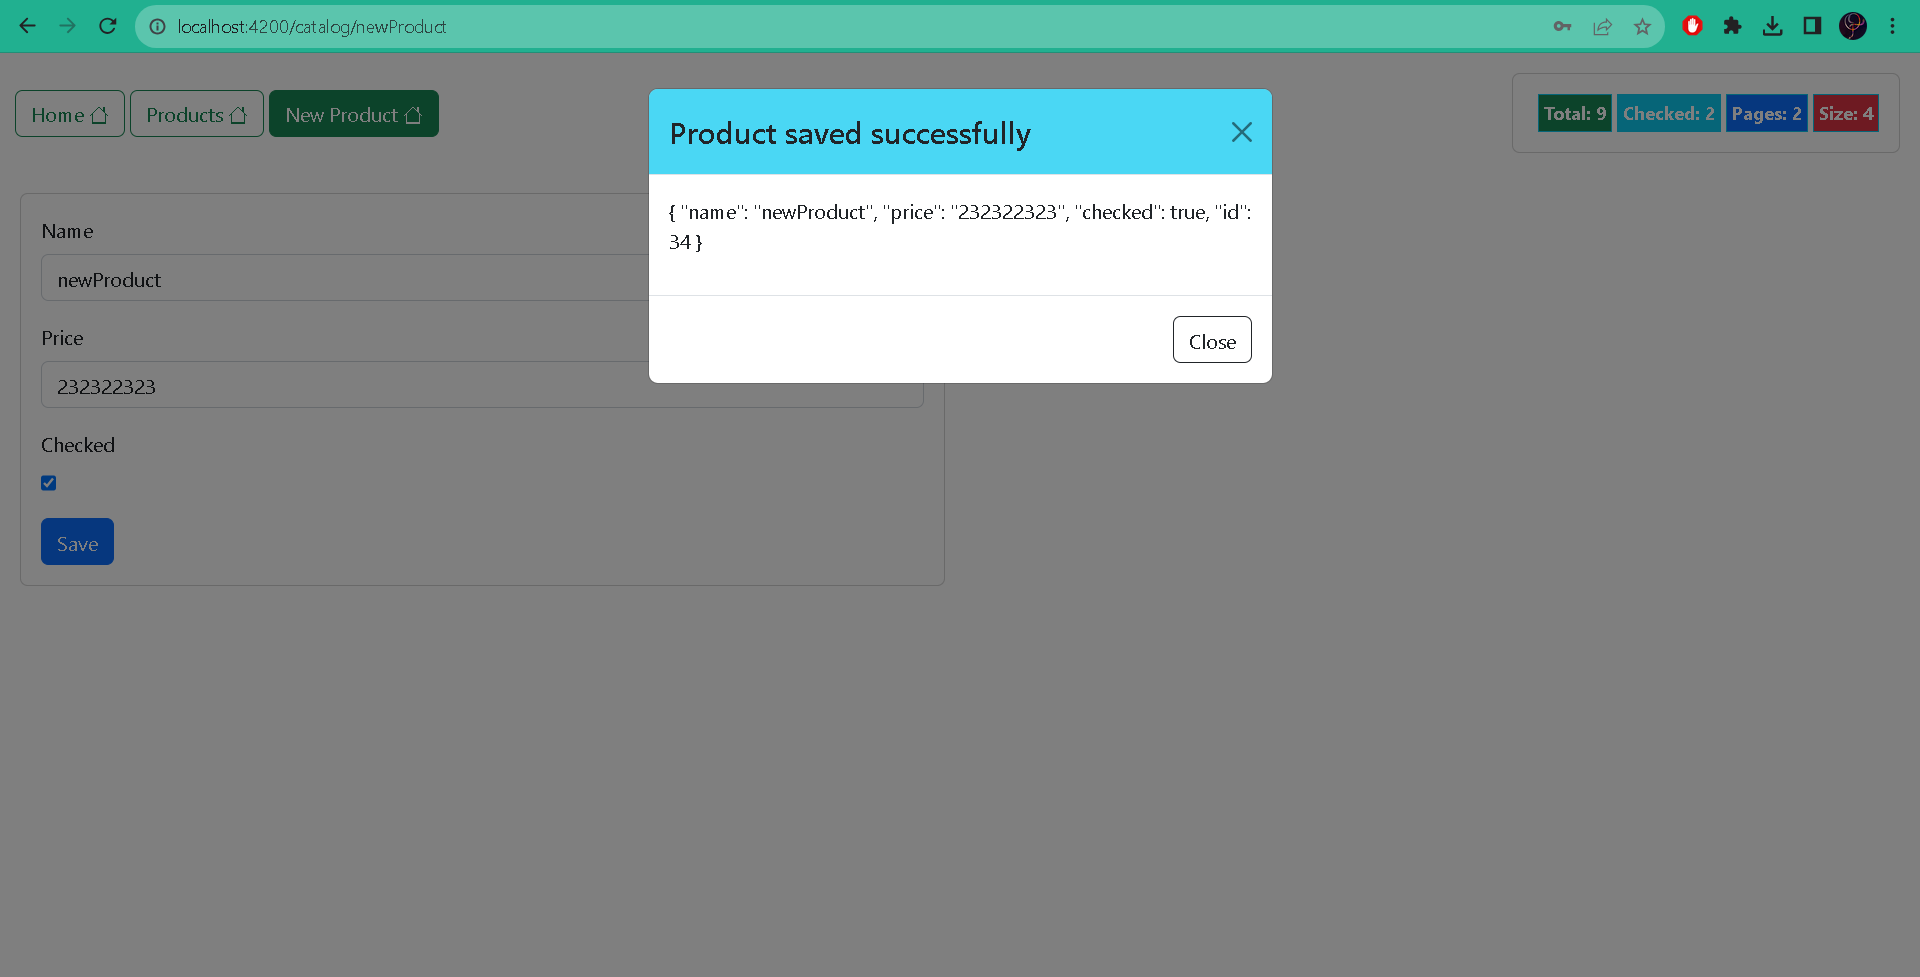 localhost:4200/catalog/newProduct
Home Products New Product
Total: 9 Checked: 2 Pages: 2 Size: 4
Product saved successfully
{ "name": "newProduct", "price": "232322323", "checked": true, "id":
34 }
Close
Name
newProduct
Price
232322323
Checked
Save